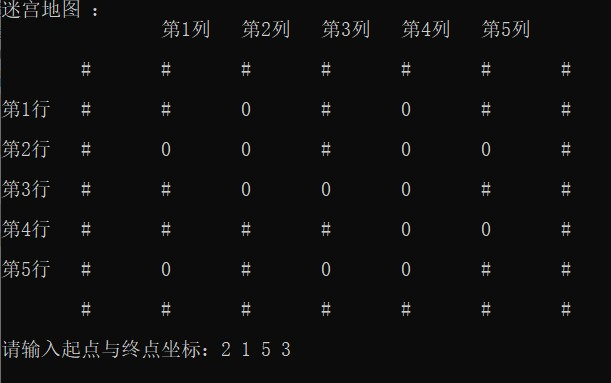 迷宫地图 ：
第1列 第2列 第3列 第4列 第5列
# # # # # # #
第1行 # # 0 # 0 # #
第2行 # 0 0 # 0 0 #
第3行 # # 0 0 0 # #
第4行 # # # # 0 0 #
第5行 # 0 # 0 0 # #
# # # # # # #
请输入起点与终点坐标：2 1 5 3